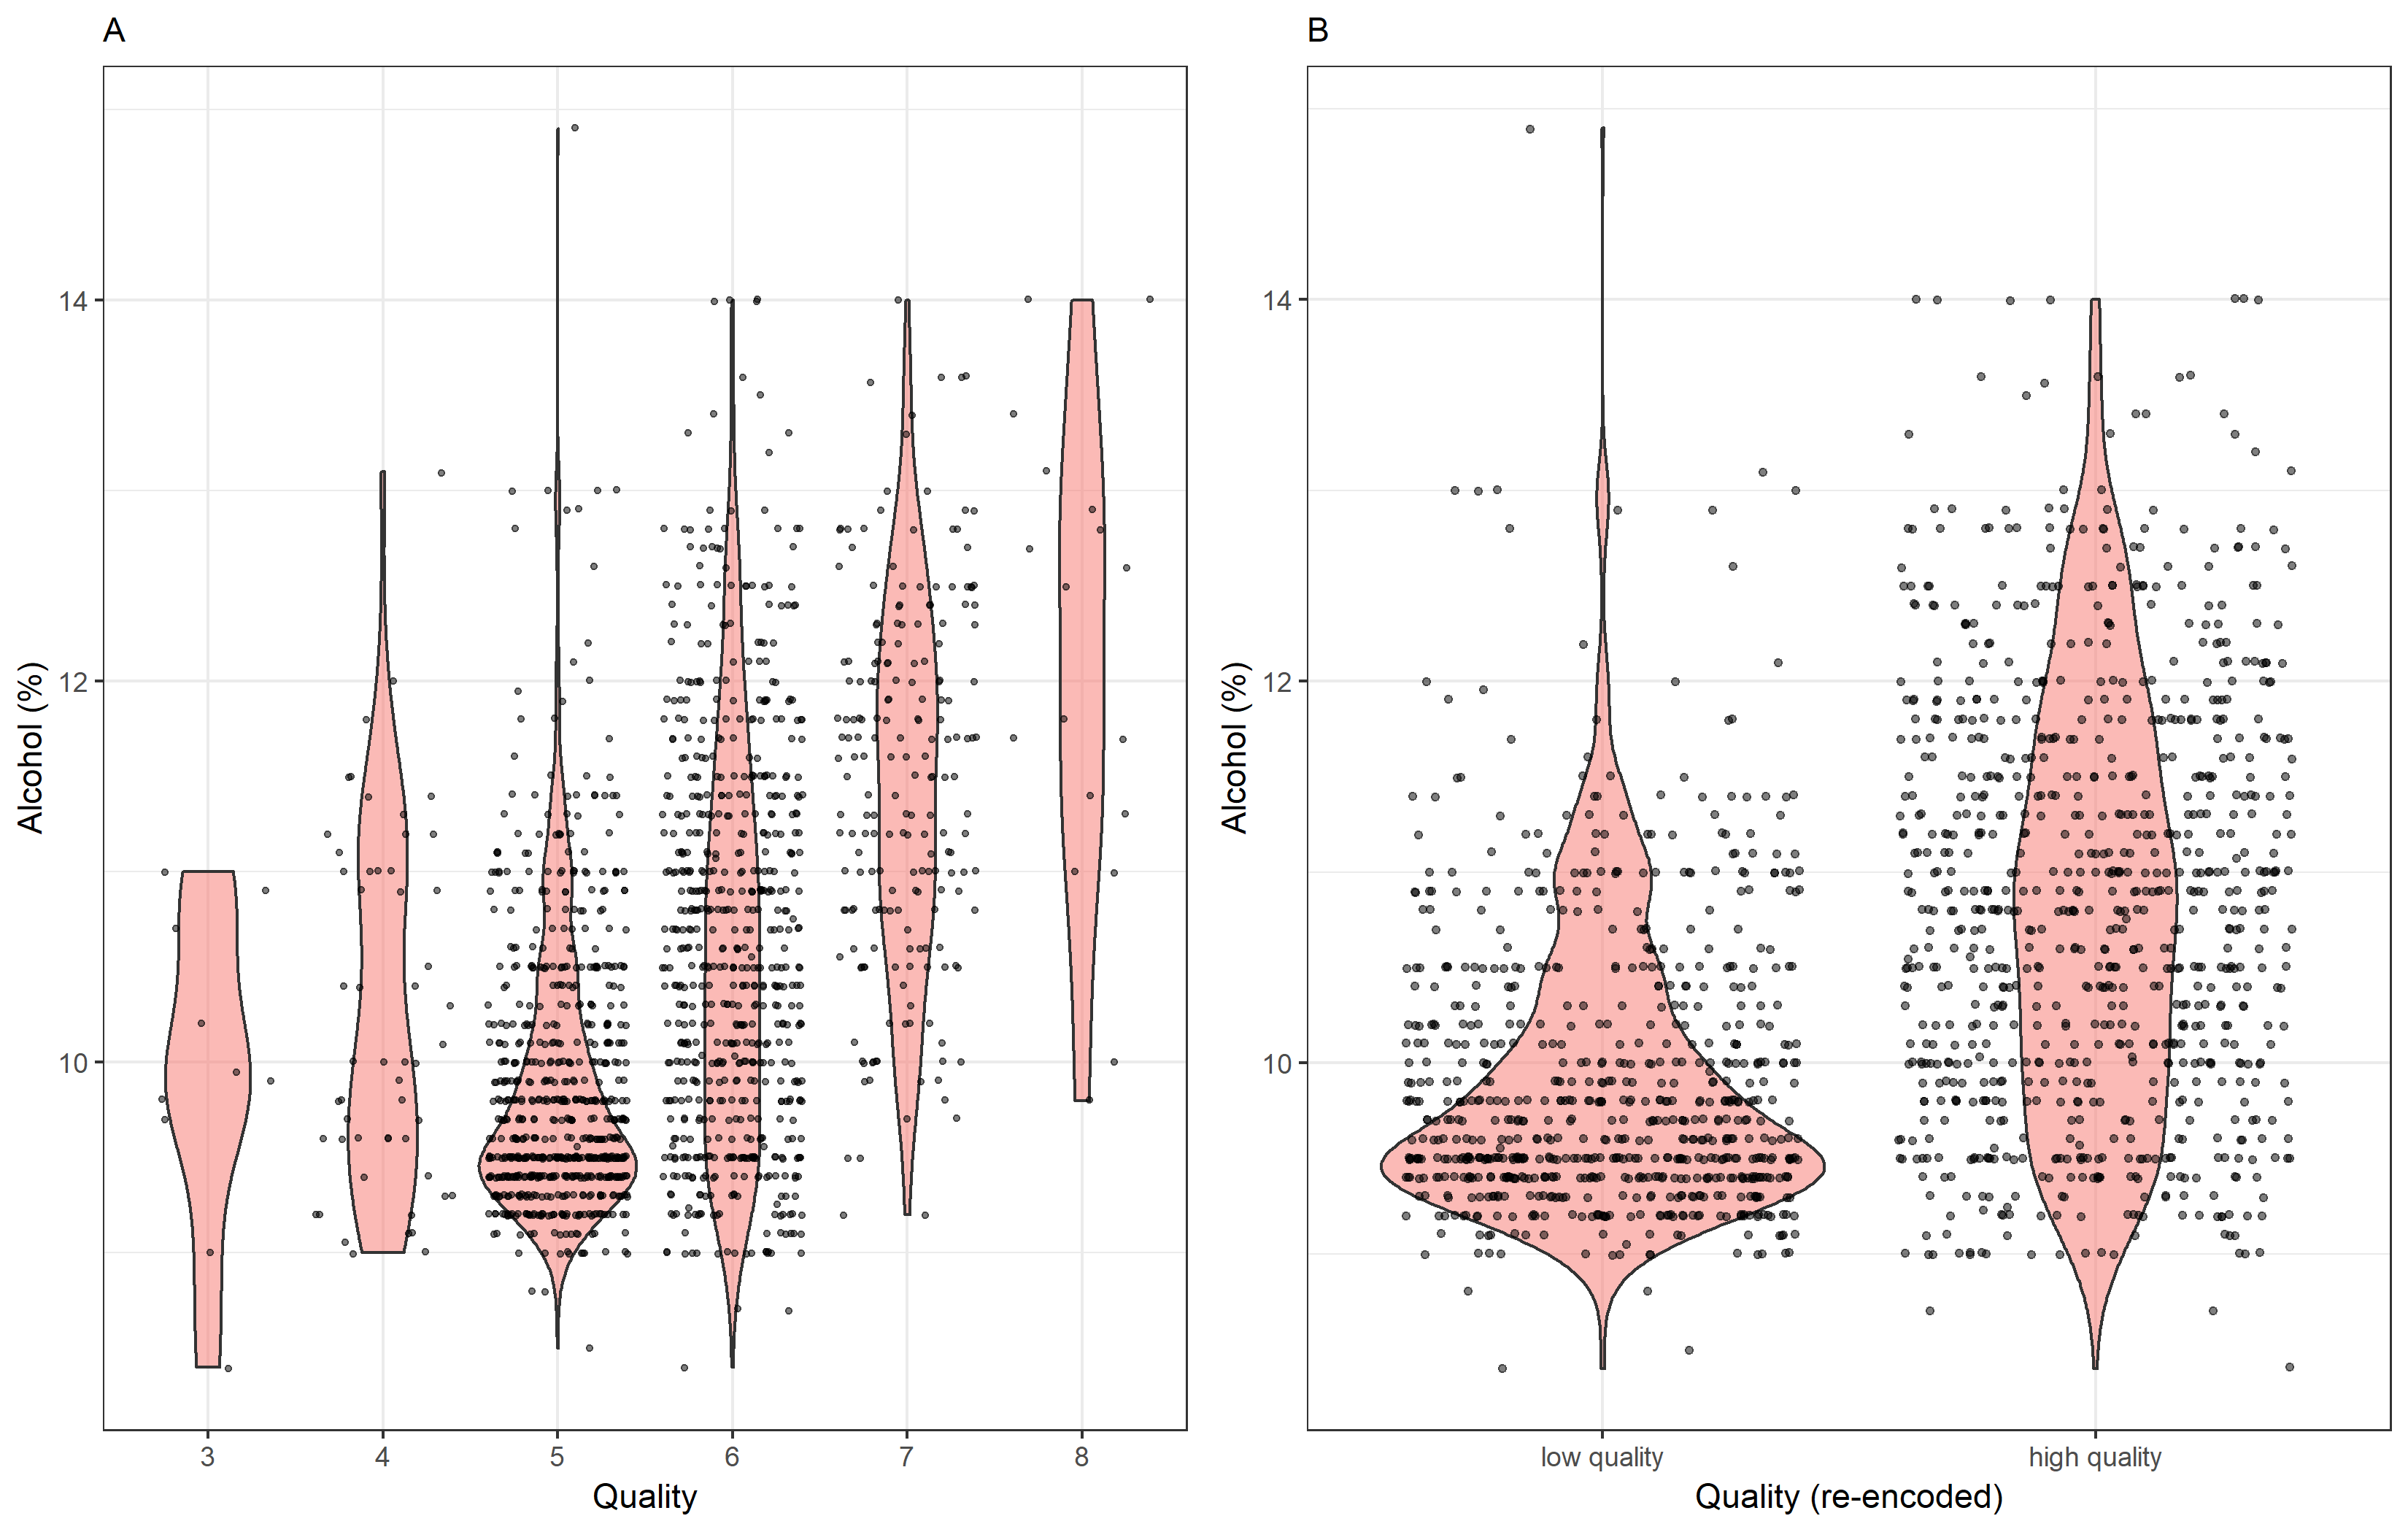 A
Alcohol (%)
14
12
10
3 4 5 6 7 8
Quality
B
Alcohol (%)
14
12
10
low quality high quality
Quality (re-encoded)